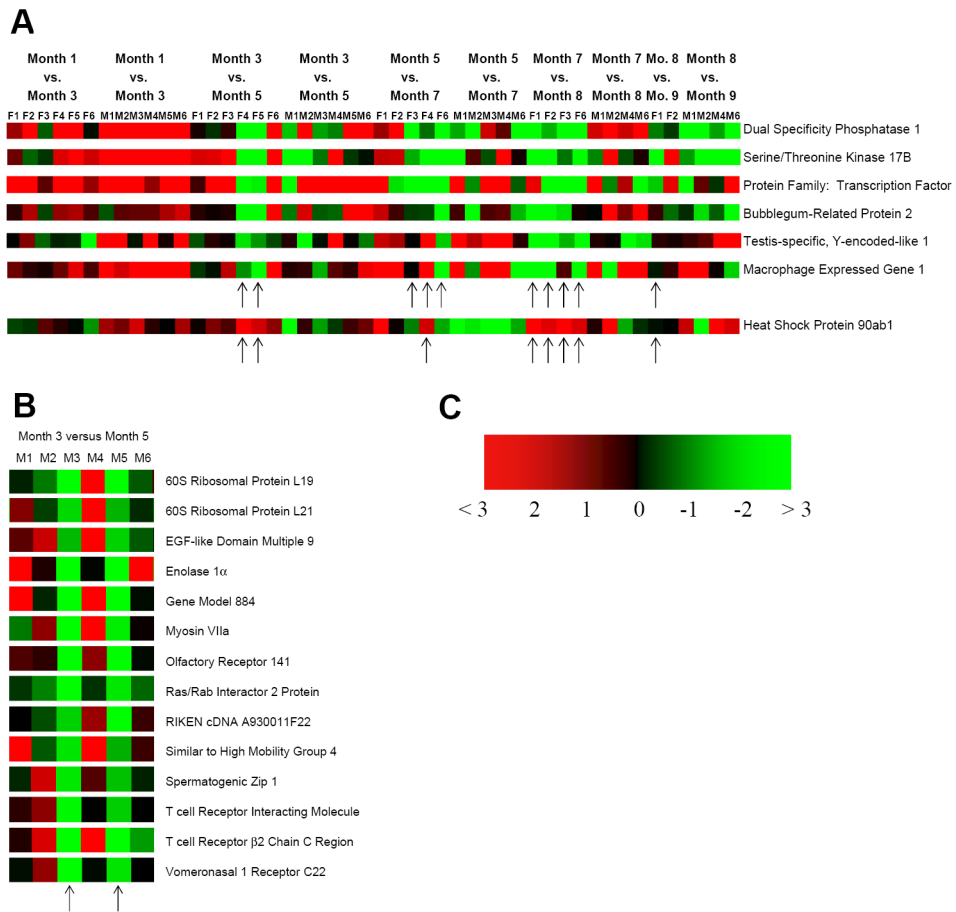 A
Month 1 Month 1 Month 3 Month 3 Month 5 Month 5 Month 7 Month 7 Mo. 8 Month 8
vs. vs. vs. vs. vs. vs. vs. vs. vs. vs.
Month 3 Month 3 Month 5 Month 5 Month 7 Month 7 Month 8 Month 8 Mo. 9 Month 9
F1 F2 F3 F4 F5 F6 M1M2M3M4M5M6 F1 F2 F3 F4 F5 F6 M1M2M3M4M5M6 F1 F2 F3 F4 F6 M1M2M3M4M6 F1 F2 F3 F6 M1M2M4M6 F1 F2 M1M2M4M6
Dual Specificity Phosphatase 1
Serine/Threonine Kinase 17B
Protein Family: Transcription Factor
Bubblegum-Related Protein 2
Testis-specific, Y-encoded-like 1
Macrophage Expressed Gene 1
Heat Shock Protein 90ab1
B
Month 3 versus Month 5
M1 M2 M3 M4 M5 M6
60S Ribosomal Protein L19
60S Ribosomal Protein L21
EGF-like Domain Multiple 9
Enolase 1α
Gene Model 884
Myosin VIIa
Olfactory Receptor 141
Ras/Rab Interactor 2 Protein
RIKEN cDNA A930011F22
Similar to High Mobility Group 4
Spermatogenic Zip 1
T cell Receptor Interacting Molecule
T cell Receptor β2 Chain C Region
Vomeronasal 1 Receptor C22
C
< 3 2 1 0 -1 -2 > 3